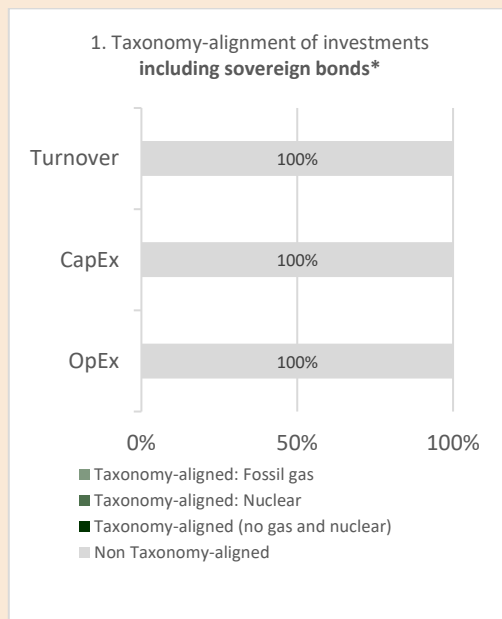 1. Taxonomy-alignment of investments
including sovereign bonds*
Turnover
100%
CapEx
100%
OpEx
100%
0%
50%
100%
Taxonomy-aligned: Fossil gas
Taxonomy-aligned: Nuclear
Taxonomy-aligned (no gas and nuclear)
Non Taxonomy-aligned